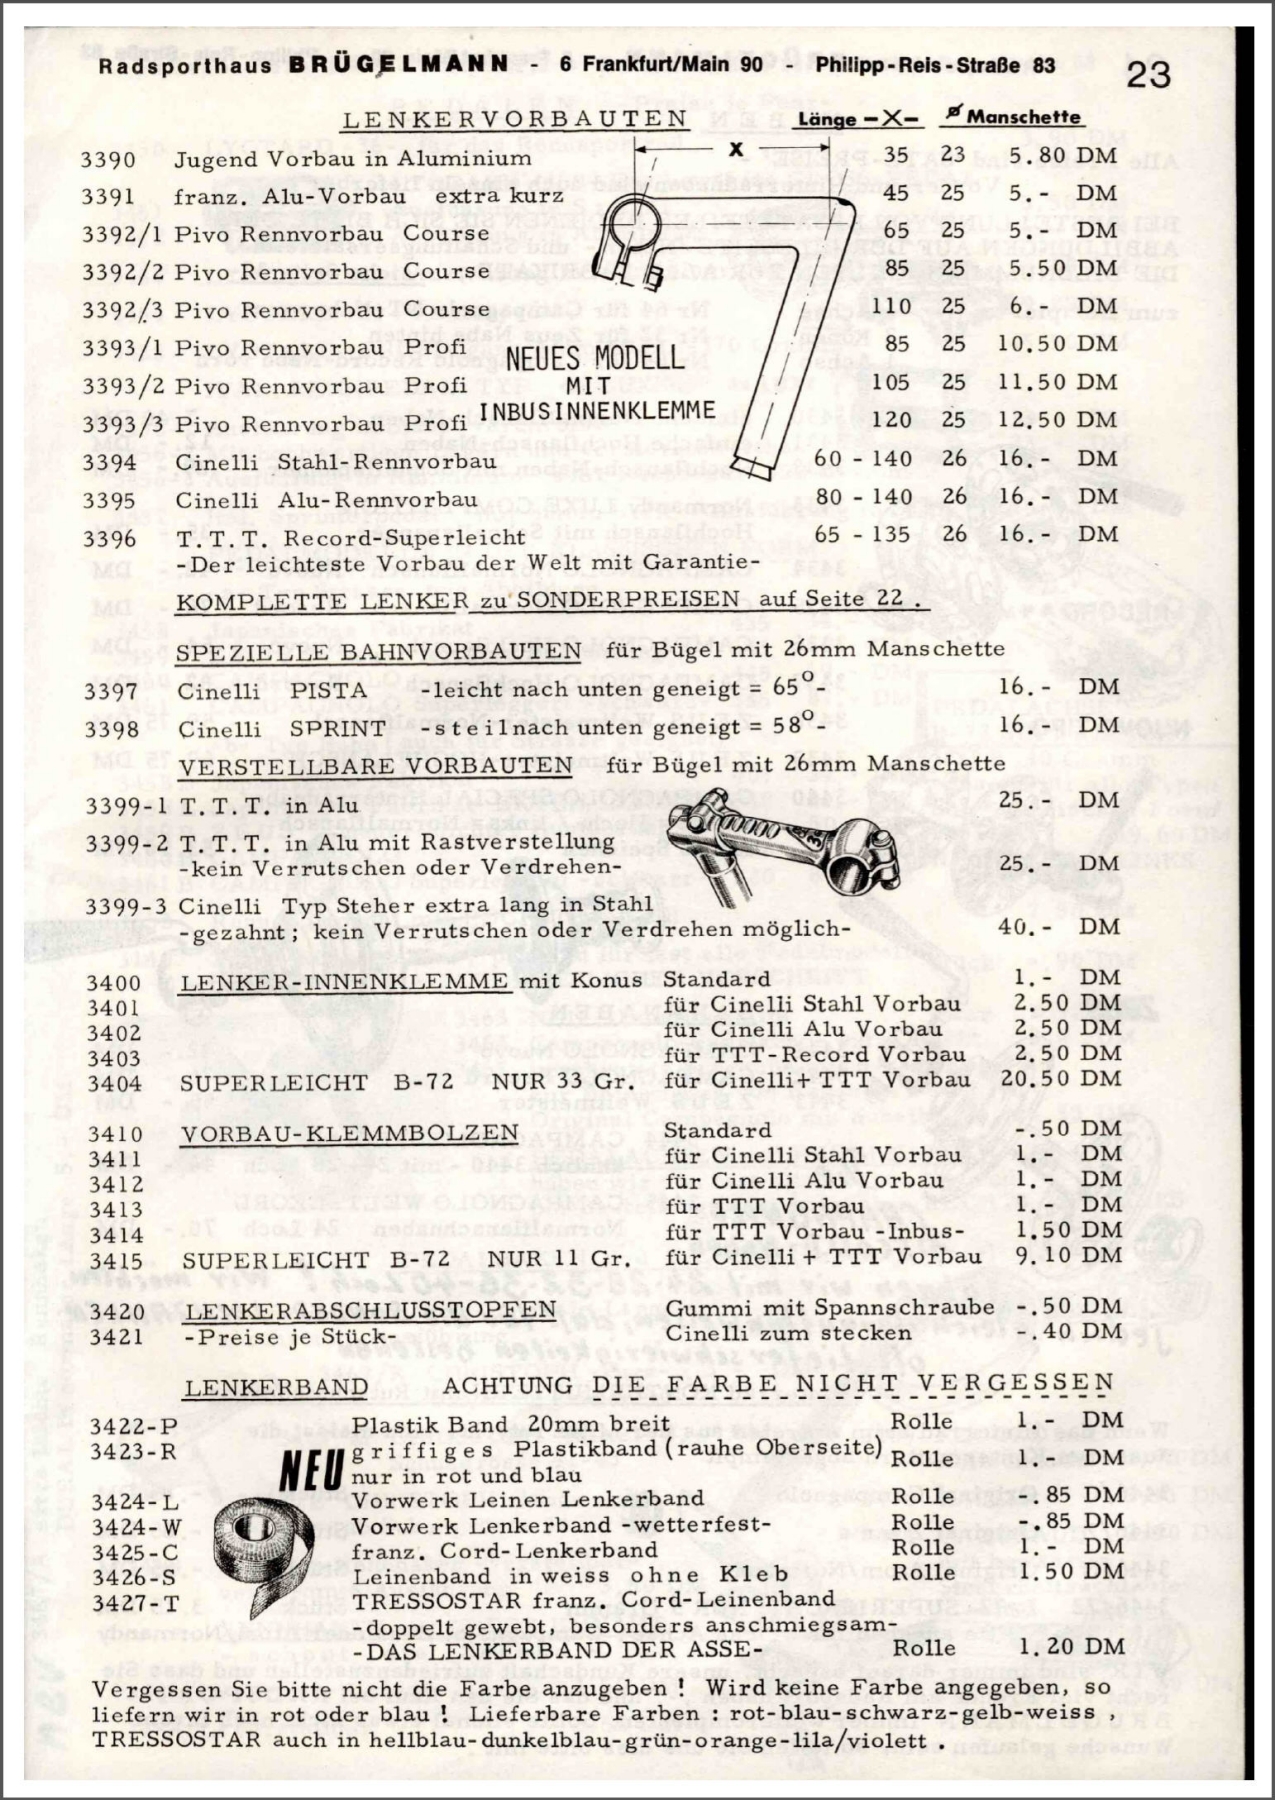 Radsporthaus BRÜGELMANN - 6 Frankfurt/Main 90 - Philipp-Reis-Straße 83
23
LENKERVORBAUTEN Länge -X- ø Manschette
3390 Jugend Vorbau in Aluminium 35 23 5.80 DM
X
3391 franz. Alu-Vorbau extra kurz 45 25 5.- DM
3392/1 Pivo Rennvorbau Course 65 25 5.- DM
3392/2 Pivo Rennvorbau Course 85 25 5.50 DM
3392/3 Pivo Rennvorbau Course 110 25 6.- DM
3393/1 Pivo Rennvorbau Profi 85 25 10.50 DM
3393/2 Pivo Rennvorbau Profi 105 25 11.50 DM
3393/3 Pivo Rennvorbau Profi 120 25 12.50 DM
NEUES MODELL
MIT
INBUSINNENKLEMME
3394 Cinelli Stahl-Rennvorbau 60 - 140 26 16.- DM
3395 Cinelli Alu-Rennvorbau 80 - 140 26 16.- DM
3396 T.T.T. Record-Superleicht 65 - 135 26 16.- DM
-Der leichteste Vorbau der Welt mit Garantie-
KOMPLETTE LENKER zu SONDERPREISEN auf Seite 22 .
SPEZIELLE BAHNVORBAUTEN für Bügel mit 26mm Manschette
3397 Cinelli PISTA -leicht nach unten geneigt = 65°- 16.- DM
3398 Cinelli SPRINT -s t e i l nach unten geneigt = 58°- 16.- DM
VERSTELLBARE VORBAUTEN für Bügel mit 26mm Manschette
3399-1 T.T.T. in Alu 25.- DM
3399-2 T.T.T. in Alu mit Rastverstellung
-kein Verrutschen oder Verdrehen- 25.- DM
3399-3 Cinelli Typ Steher extra lang in Stahl
-gezahnt; kein Verrutschen oder Verdrehen möglich- 40.- DM
3400 LENKER-INNENKLEMME mit Konus Standard 1.- DM
3401 für Cinelli Stahl Vorbau 2.50 DM
3402 für Cinelli Alu Vorbau 2.50 DM
3403 für TTT-Record Vorbau 2.50 DM
3404 SUPERLEICHT B-72 NUR 33 Gr. für Cinelli+ TTT Vorbau 20.50 DM
3410 VORBAU-KLEMMBOLZEN Standard -.50 DM
3411 für Cinelli Stahl Vorbau 1.- DM
3412 für Cinelli Alu Vorbau 1.- DM
3413 für TTT Vorbau 1.- DM
3414 für TTT Vorbau -Inbus- 1.50 DM
3415 SUPERLEICHT B-72 NUR 11 Gr. für Cinelli + TTT Vorbau 9.10 DM
3420 LENKERABSCHLUSSTOPFEN Gummi mit Spannschraube -.50 DM
3421 -Preise je Stück- Cinelli zum stecken -.40 DM
LENKERBAND ACHTUNG DIE FARBE NICHT VERGESSEN
3422-P Plastik Band 20mm breit Rolle 1.- DM
3423-R NEU griffiges Plastikband (rauhe Oberseite) Rolle 1.- DM
nur in rot und blau
3424-L Vorwerk Leinen Lenkerband Rolle -.85 DM
3424-W Vorwerk Lenkerband -wetterfest- Rolle -.85 DM
3425-C franz. Cord-Lenkerband Rolle 1.- DM
3426-S Leinenband in weiss ohne Kleb Rolle 1.50 DM
3427-T TRESSOSTAR franz. Cord-Leinenband
-doppelt gewebt, besonders anschmiegsam-
-DAS LENKERBAND DER ASSE- Rolle 1.20 DM
Vergessen Sie bitte nicht die Farbe anzugeben ! Wird keine Farbe angegeben, so
liefern wir in rot oder blau ! Lieferbare Farben : rot-blau-schwarz-gelb-weiss ,
TRESSOSTAR auch in hellblau-dunkelblau-grün-orange-lila/violett .